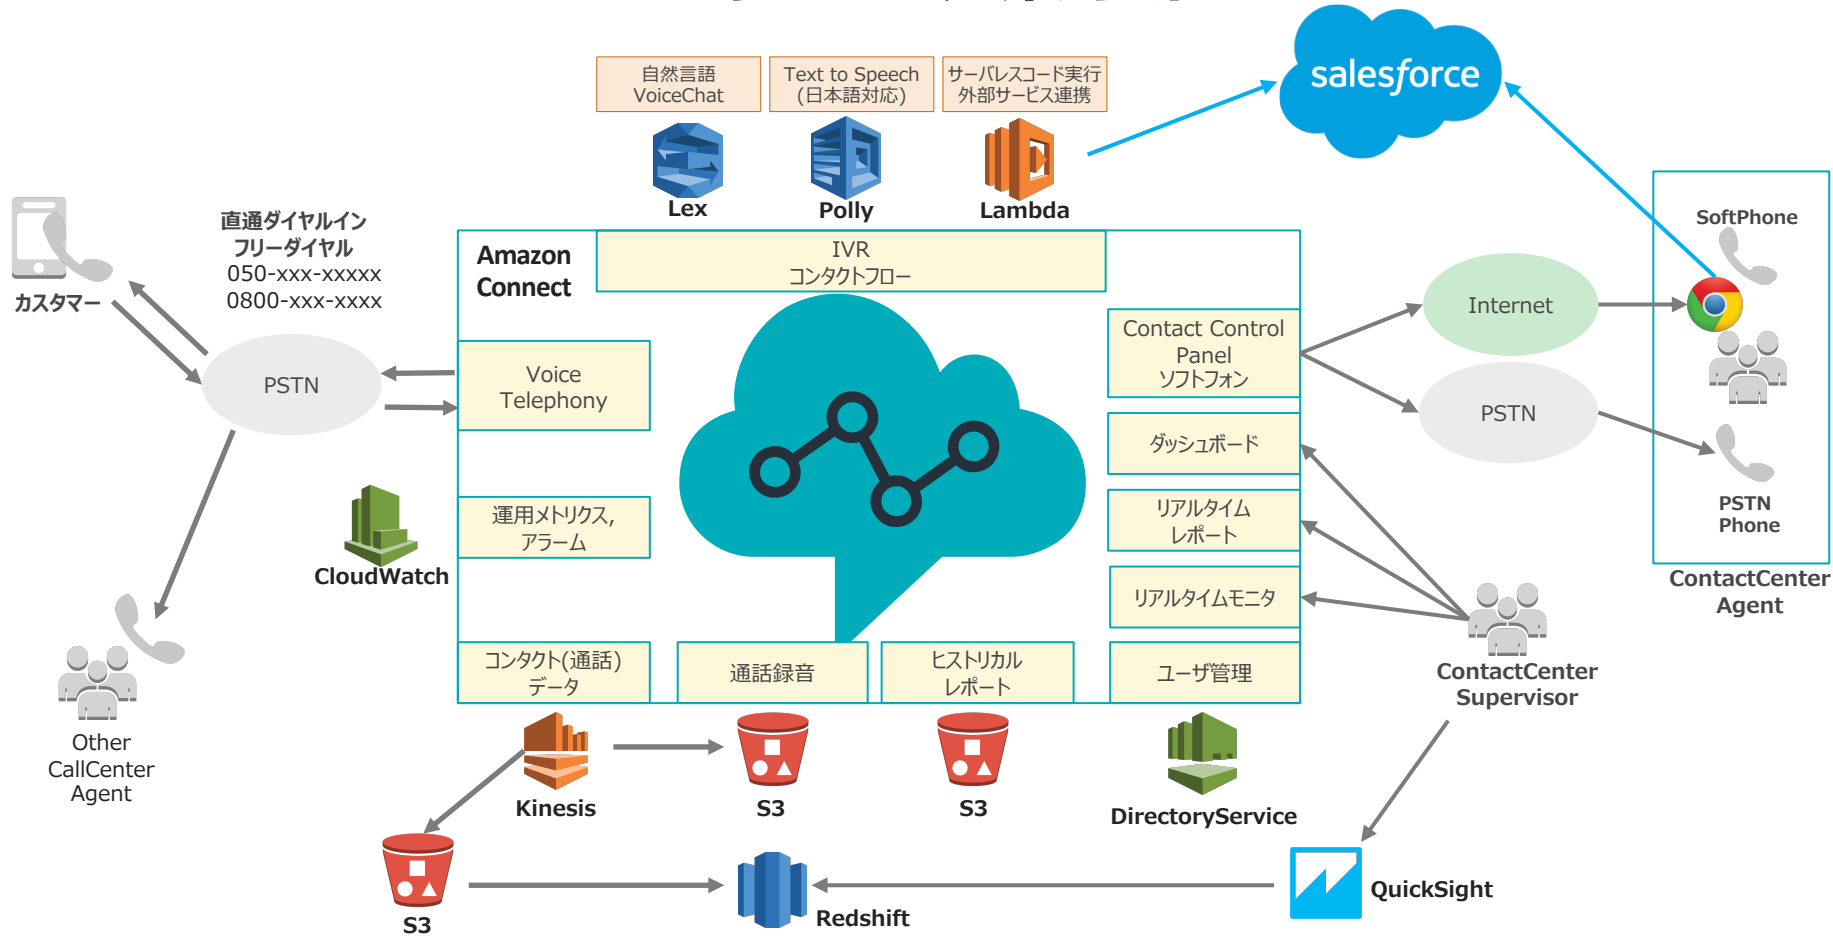 自然言語
VoiceChat
Text to Speech
(日本語対応)
サーバレスコード実行
外部サービス連携
salesforce
Lex
Polly
Lambda
SoftPhone
直通ダイヤルイン
フリーダイヤル
050-xxx-xxxxx
0800-xxx-xxxx
カスタマー
Amazon
Connect
IVR
コンタクトフロー
Contact Control
Panel
ソフトフォン
Internet
Voice
Telephony
PSTN
PSTN
ダッシュボード
リアルタイム
レポート
PSTN
Phone
運用メトリクス,
アラーム
CloudWatch
リアルタイムモニタ
ContactCenter
Agent
コンタクト(通話)
データ
通話録音
ヒストリカル
レポート
ユーザ管理
ContactCenter
Supervisor
Other
CallCenter
Agent
Kinesis
S3
S3
DirectoryService
S3
Redshift
QuickSight